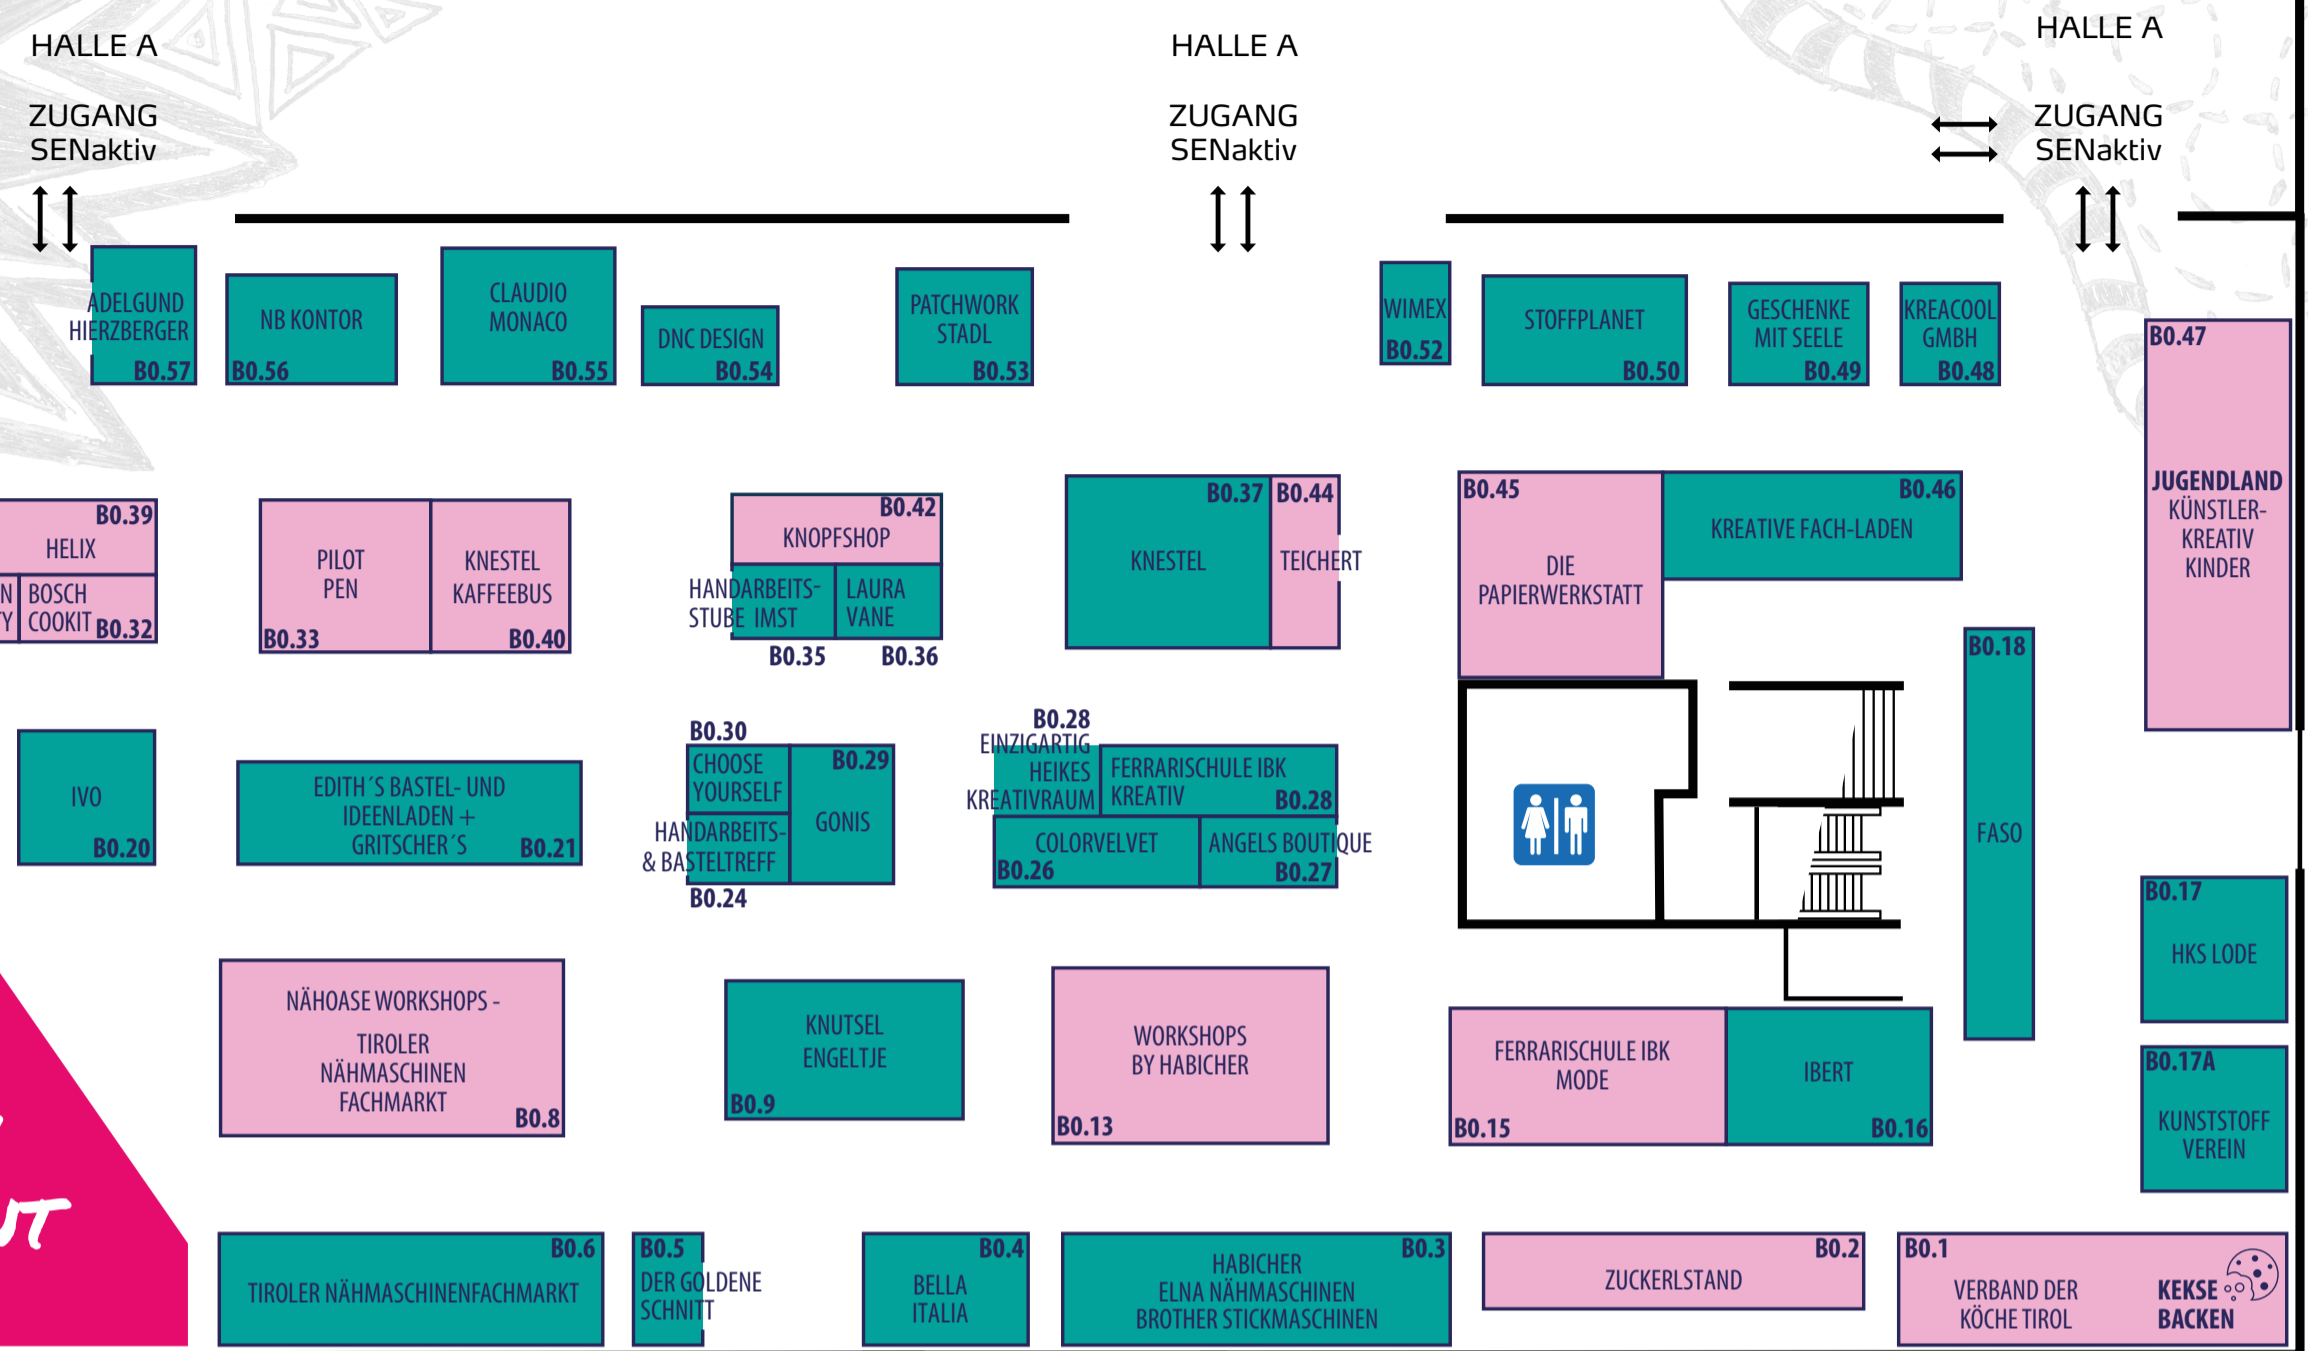 HALLE A
ZUGANG
SENaktiv
HALLE A
ZUGANG
SENaktiv
HALLE A
ZUGANG
SENaktiv
ADELGUND
HIERZBERGER
B0.57
NB KONTOR
B0.56
CLAUDIO
MONACO
B0.55
DNC DESIGN
B0.54
PATCHWORK
STADL
B0.53
WIMEX
B0.52
STOFFPLANET
B0.50
GESCHENKE
MIT SEELE
B0.49
KREACOOL
GMBH
B0.48
B0.47
JUGENDLAND
KÜNSTLER-
KREATIV
KINDER
B0.39
HELIX
N
TY
BOSCH
COOKIT
B0.32
PILOT
PEN
B0.33
KNESTEL
KAFFEEBUS
B0.40
B0.42
KNOPFSHOP
HANDARBEITS-
STUBE IMST
B0.35
LAURA
VANE
B0.36
B0.37
KNESTEL
B0.44
TEICHERT
B0.45
DIE
PAPIERWERKSTATT
B0.46
KREATIVE FACH-LADEN
B0.18
FASO
IVO
B0.20
EDITH´S BASTEL- UND
IDEENLADEN +
GRITSCHER´S
B0.21
B0.30
CHOOSE
YOURSELF
B0.29
GONIS
HANDARBEITS-
& BASTELTREFF
B0.24
B0.28
EINZIGARTIG
HEIKES
KREATIVRAUM
FERRARISCHULE IBK
KREATIV
B0.28
COLORVELVET
B0.26
ANGELS BOUTIQUE
B0.27
B0.17
HKS LODE
B0.17A
KUNSTSTOFF
VEREIN
NÄHOASE WORKSHOPS -
TIROLER
NÄHMASCHINEN
FACHMARKT
B0.8
KNUTSEL
ENGELTJE
B0.9
WORKSHOPS
BY HABICHER
B0.13
FERRARISCHULE IBK
MODE
B0.15
IBERT
B0.16
B0.6
TIROLER NÄHMASCHINENFACHMARKT
B0.5
DER GOLDENE
SCHNITT
B0.4
BELLA
ITALIA
B0.3
HABICHER
ELNA NÄHMASCHINEN
BROTHER STICKMASCHINEN
B0.2
ZUCKERLSTAND
B0.1
VERBAND DER
KÖCHE TIROL
KEKSE
BACKEN